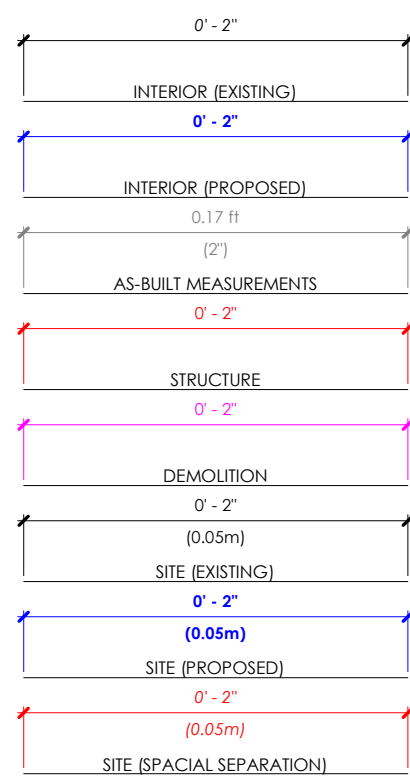 0' - 2"
INTERIOR (EXISTING)
0' - 2"
INTERIOR (PROPOSED)
0.17 ft
(2")
AS-BUILT MEASUREMENTS
0' - 2"
STRUCTURE
0' - 2"
DEMOLITION
0' - 2"
(0.05m)
SITE (EXISTING)
0' - 2"
(0.05m)
SITE (PROPOSED)
0' - 2"
(0.05m)
SITE (SPACIAL SEPARATION)